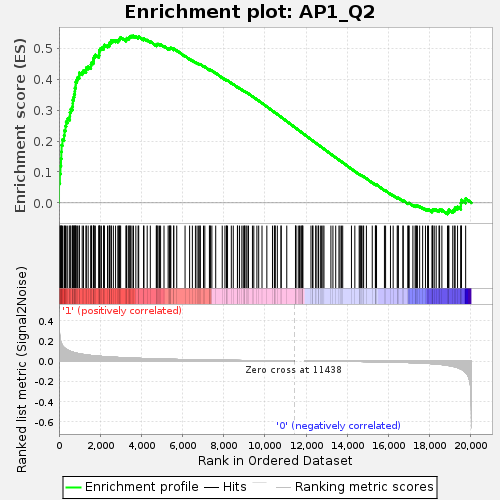 Enrichment plot: AP1_Q2
Enrichment score (ES)
0.5
0.4
0.3
0.2
0.1
0.0
'1' (positively correlated)
Ranked list metric (Signal2Noise)
0.4
0.2
0.0
-0.2
-0.4
-0.6
Zero cross at 11438
'0' (negatively correlated)
0
2,000
4,000
6,000
8,000
10,000
12,000
14,000
16,000
18,000
20,000
Rank in Ordered Dataset
Enrichment profile
Hits
Ranking metric scores